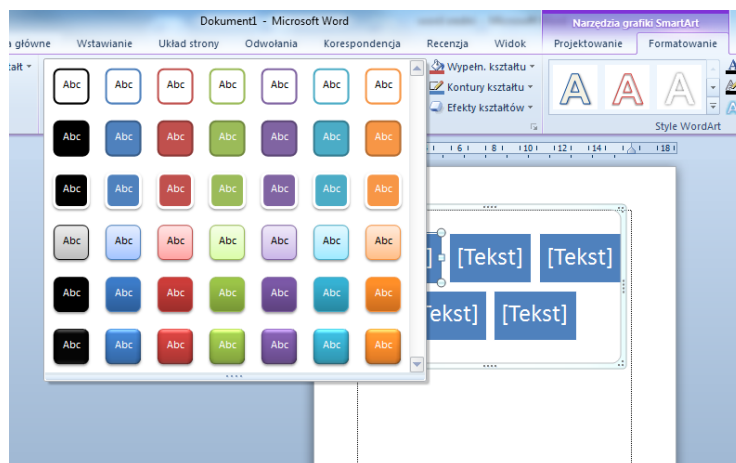 Dokument1 - Microsoft Word
Narzędzia grafiki SmartArt
główne Wstawianie Układ strony Odwołania Korespondencja Recenzja Widok Projektowanie Formatowanie
tałt
Wypełn. kształtu
Kontury kształtu
Efekty kształtów
A A A A
Style WordArt
Abc Abc Abc Abc Abc Abc Abc
Abc Abc Abc Abc Abc Abc Abc
Abc Abc Abc Abc Abc Abc Abc
Abc Abc Abc Abc Abc Abc Abc
Abc Abc Abc Abc Abc Abc Abc
Abc Abc Abc Abc Abc Abc Abc
6 8 10 12 14 18
] [Tekst] [Tekst]
Tekst] [Tekst]